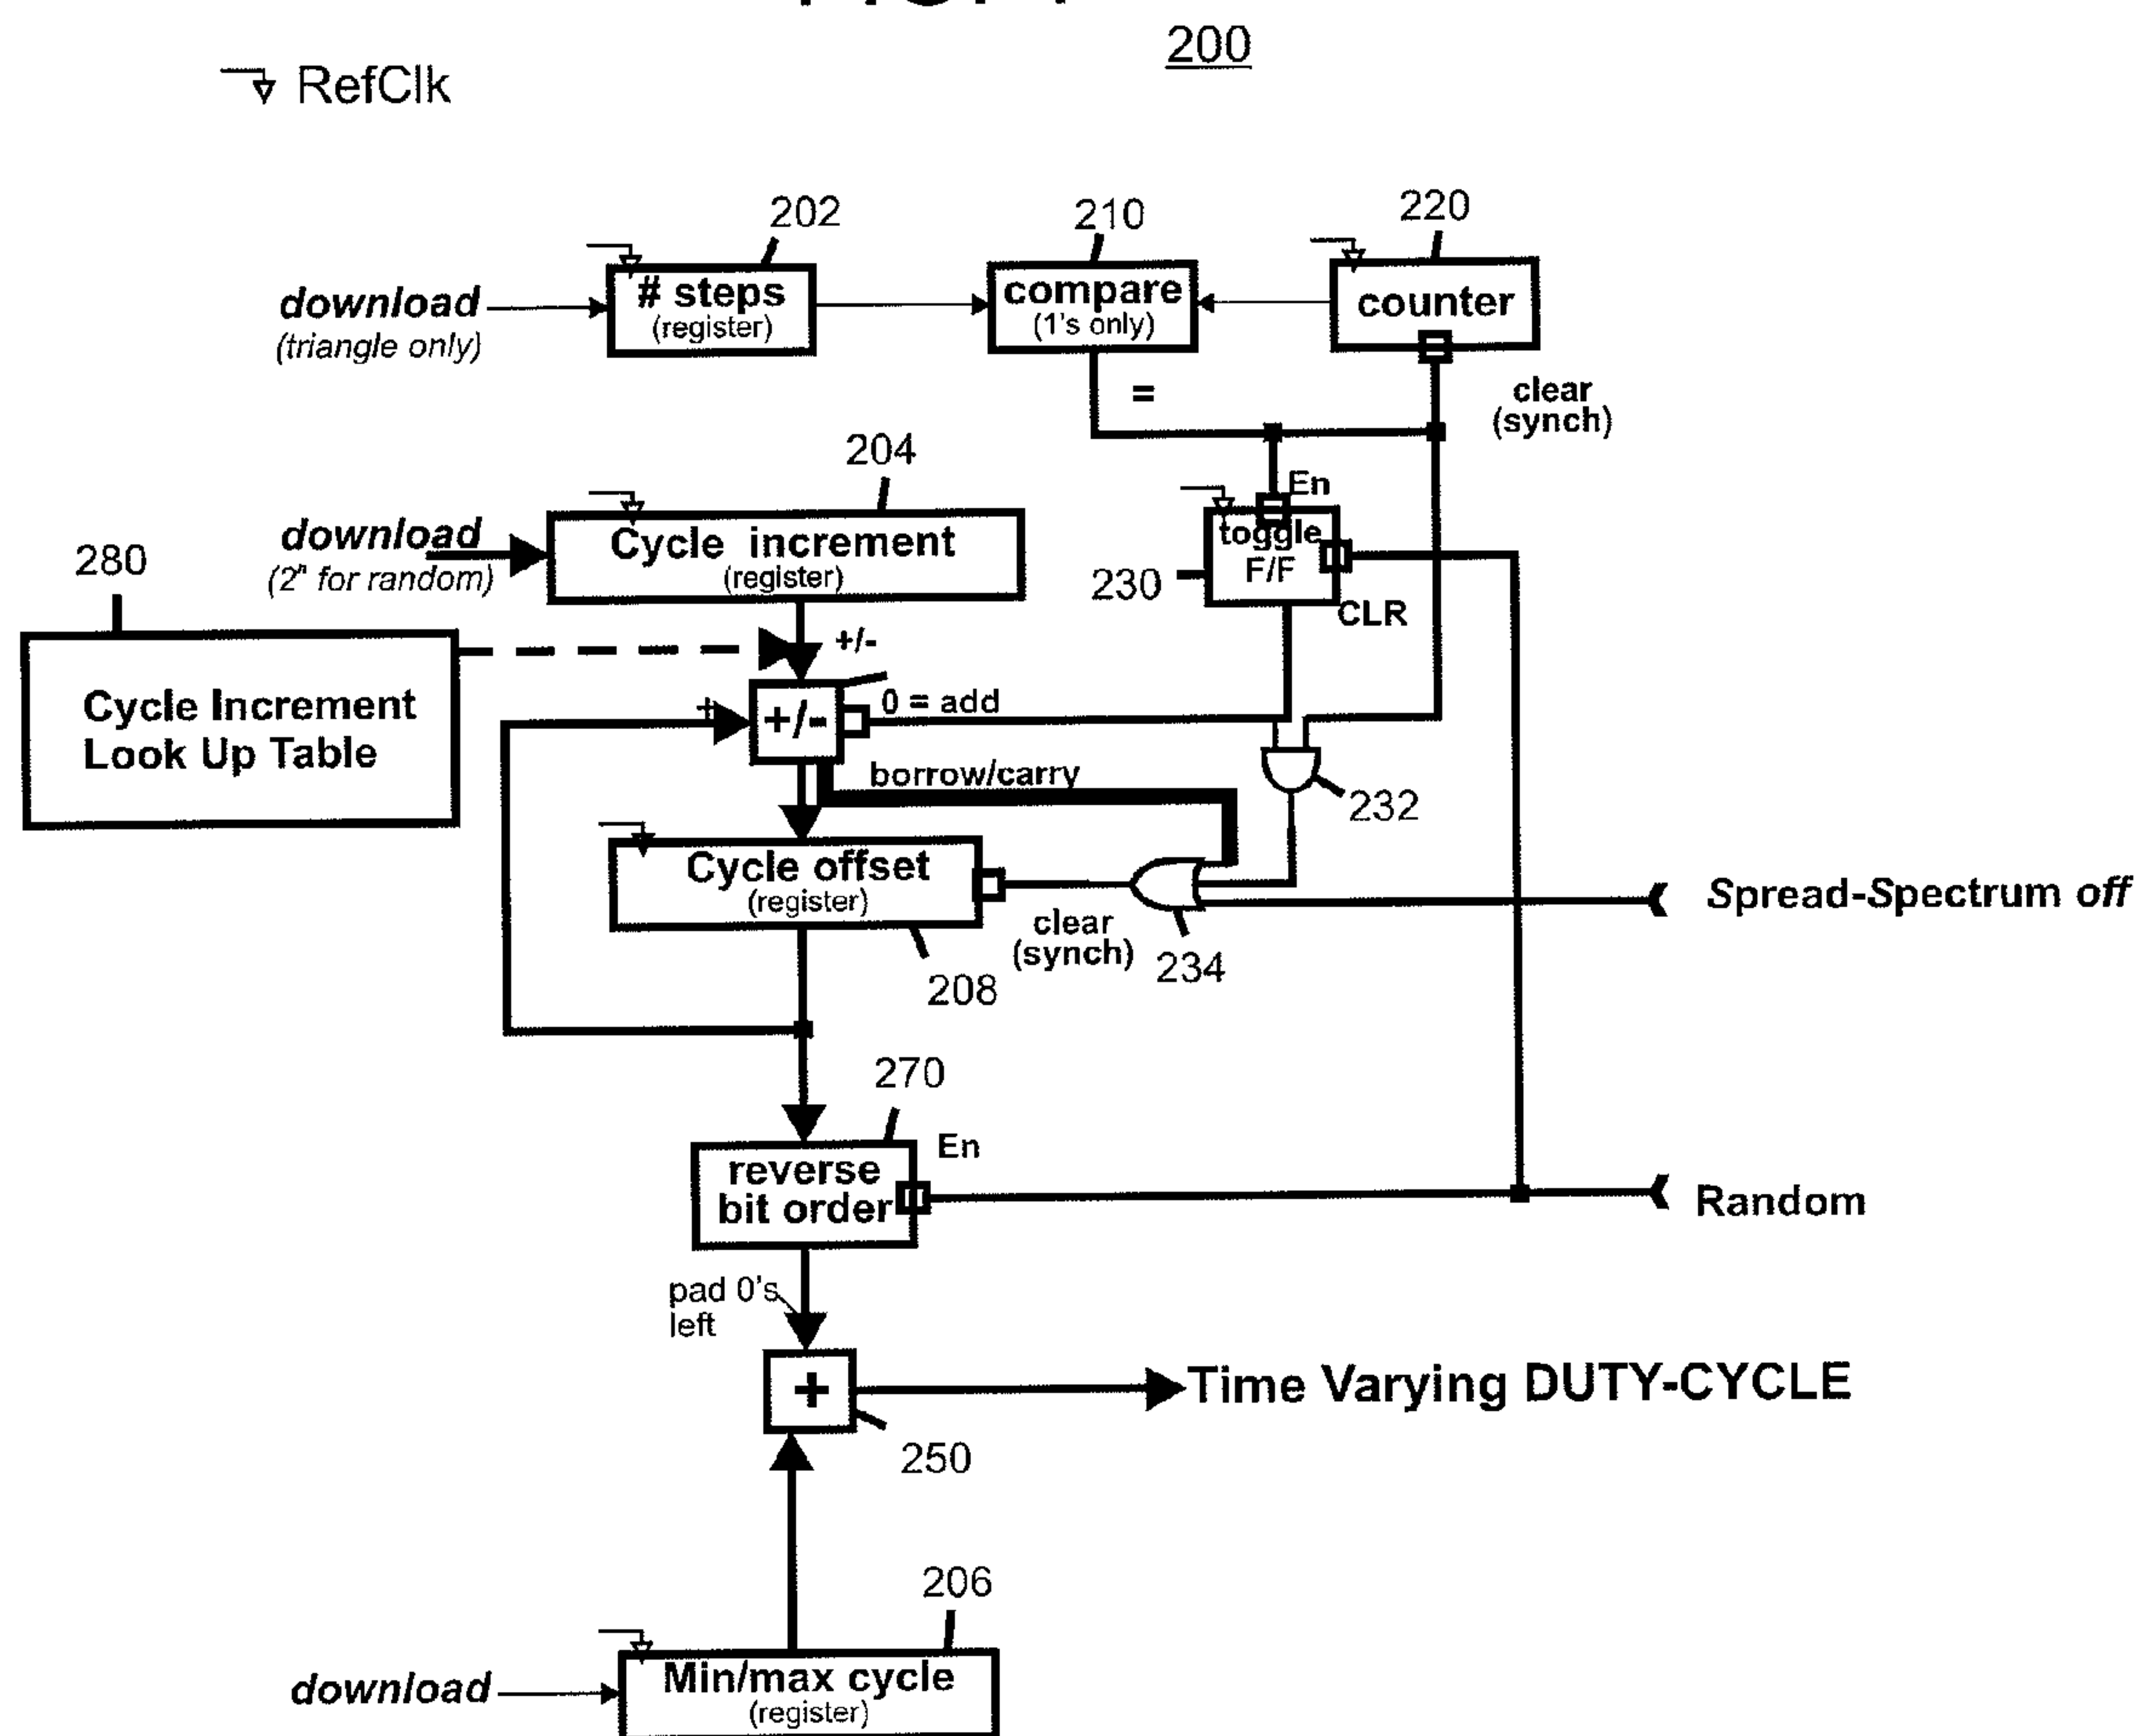 200
RefClk
202
210
220
download
(triangle only)
# steps
(register)
compare
(1's only)
counter
=
clear
(synch)
204
En
download
(2ⁿ for random)
Cycle increment
(register)
toggle
F/F
230
CLR
280
Cycle Increment
Look Up Table
+/-
+
+/-
0 = add
borrow/carry
232
Cycle offset
(register)
clear
(synch)
234
208
Spread-Spectrum off
270
En
reverse
bit order
Random
pad 0's
left
+
Time Varying DUTY-CYCLE
250
206
download
Min/max cycle
(register)